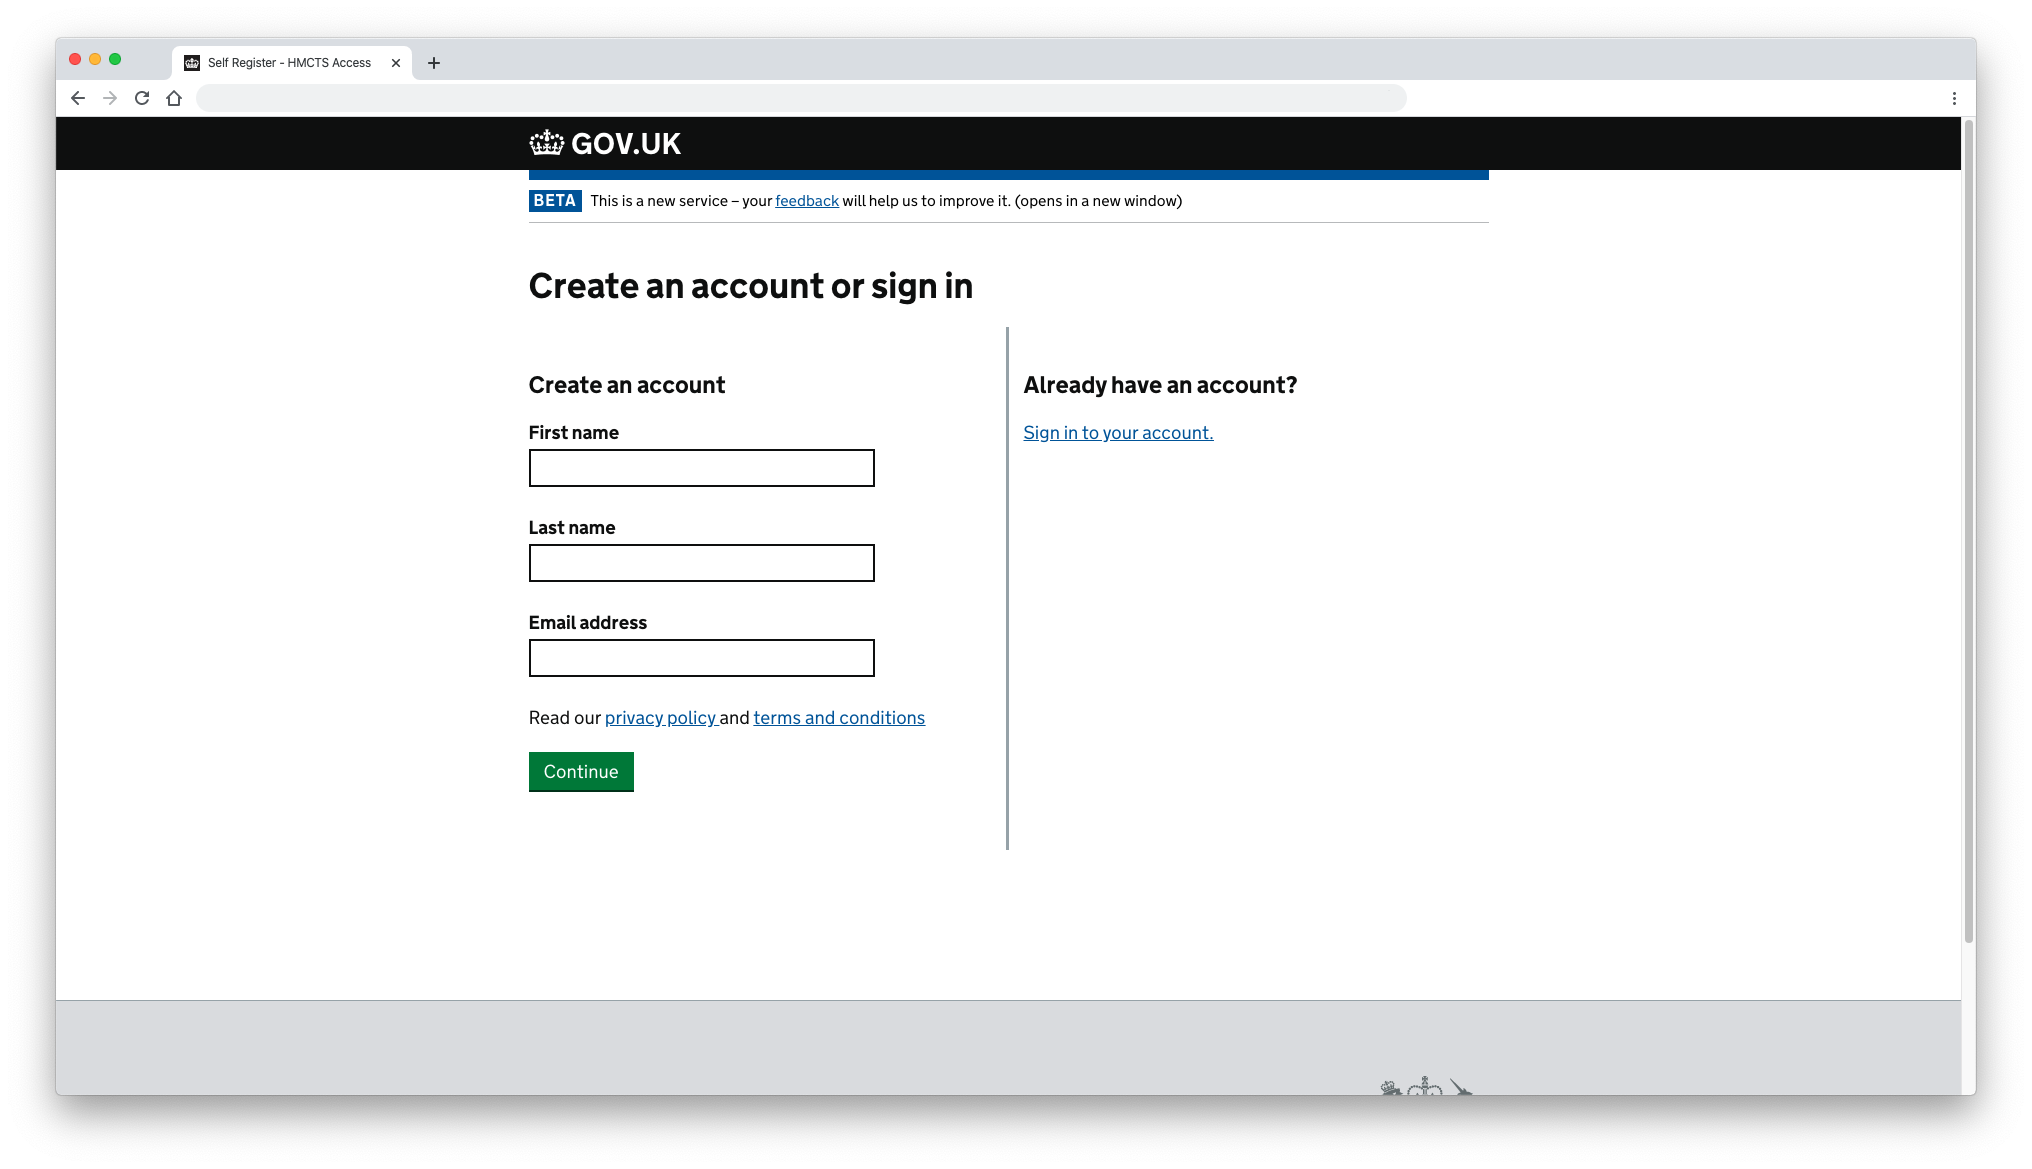 Self Register - HMCTS Access
GOV.UK
BETA This is a new service – your feedback will help us to improve it. (opens in a new window)
Create an account or sign in
Create an account
First name
Last name
Email address
Read our privacy policy and terms and conditions
Continue
Already have an account?
Sign in to your account.